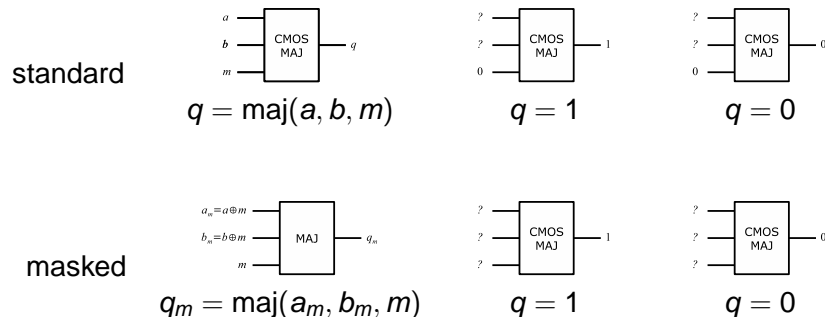 a
b
m
CMOS
MAJ
q
?
?
0
CMOS
MAJ
1
?
?
0
CMOS
MAJ
0
standard
q = maj(a, b, m)
q = 1
q = 0
a_m=a⊕m
b_m=b⊕m
m
MAJ
q_m
?
?
?
CMOS
MAJ
1
?
?
?
CMOS
MAJ
0
masked
q_m = maj(a_m, b_m, m)
q = 1
q = 0